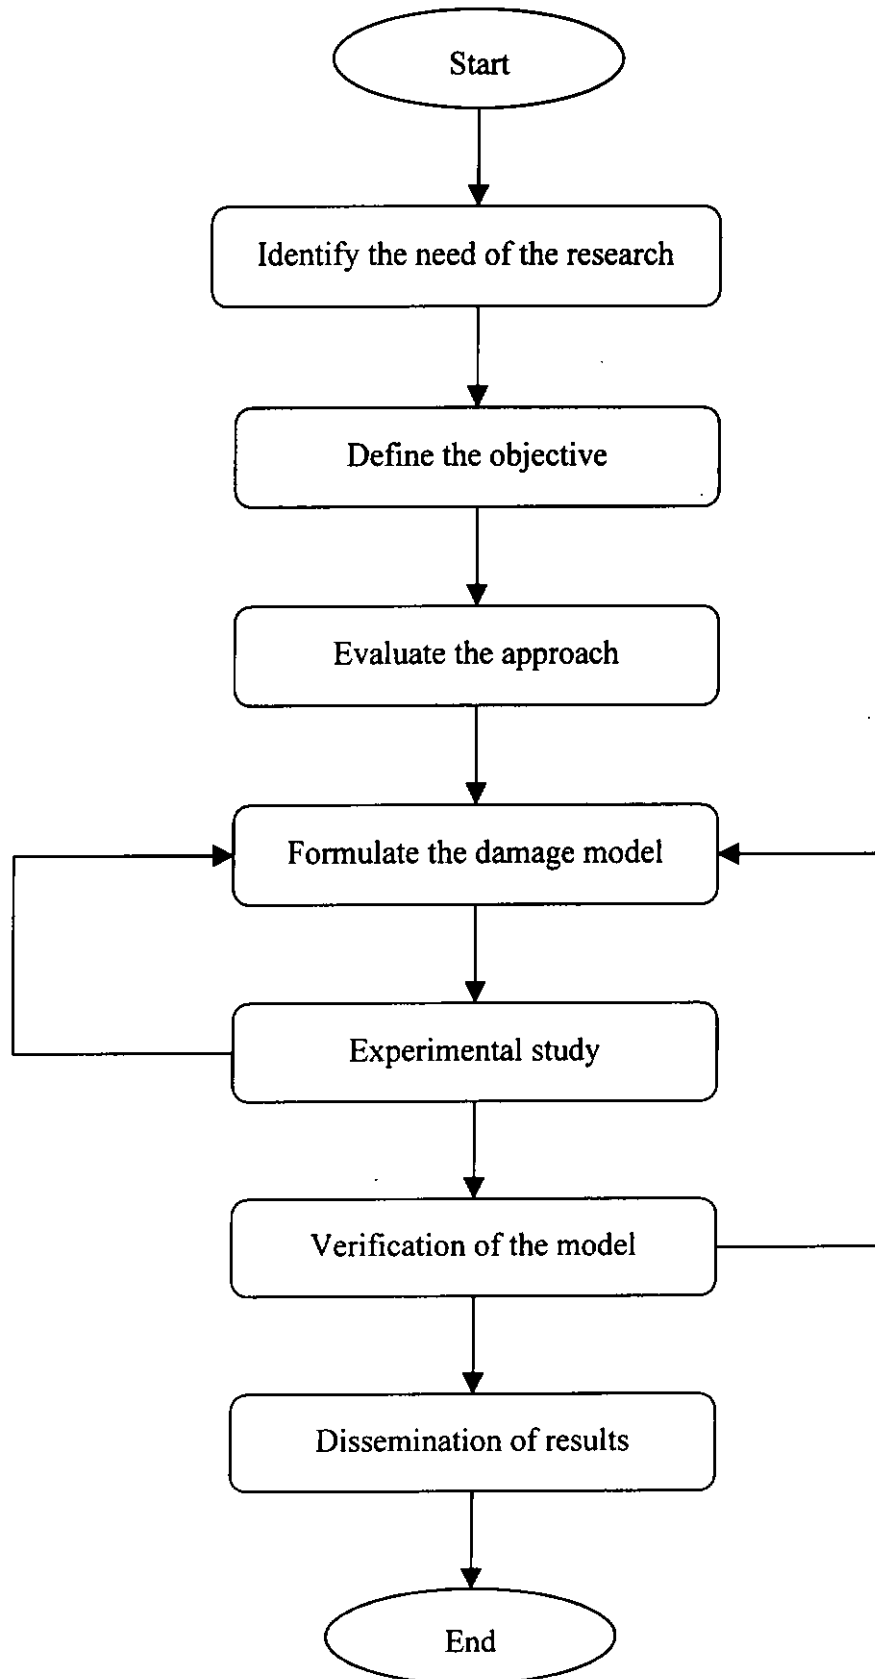 Start
Identify the need of the research
Define the objective
Evaluate the approach
Formulate the damage model
Experimental study
Verification of the model
Dissemination of results
End